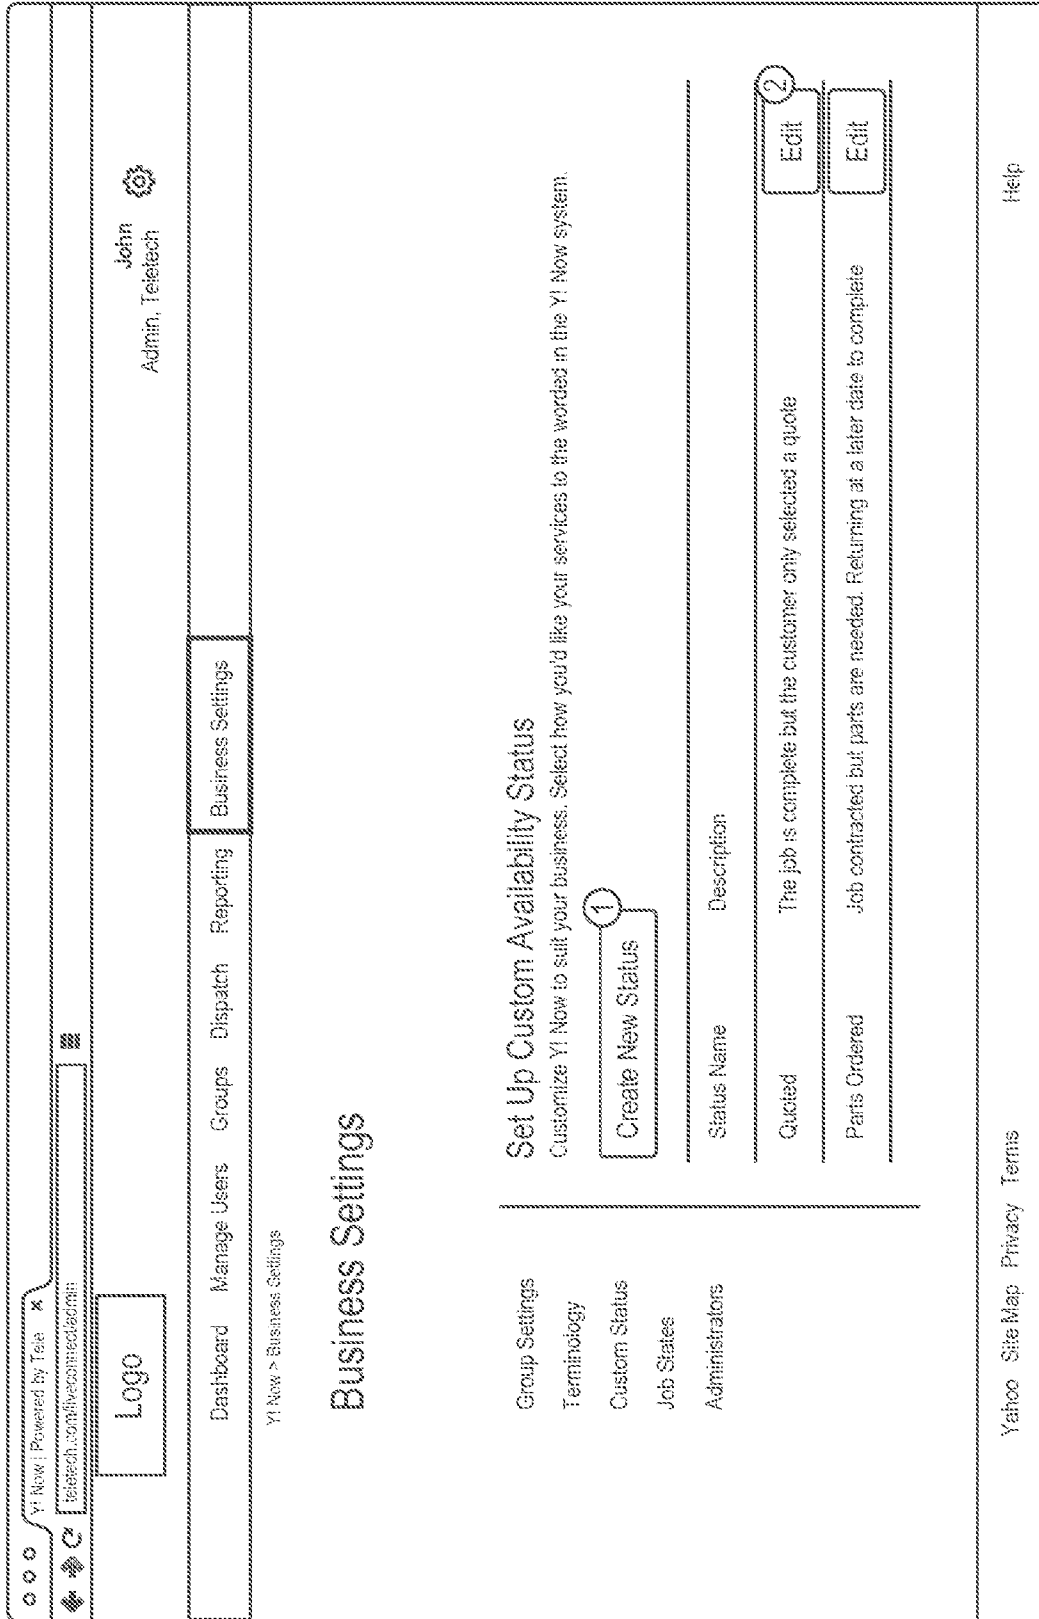 Y! Now | Powered by Tele ×
teletech.com/liveconnect/admin
Logo
John
Admin, Teletech
Dashboard Manage Users Groups Dispatch Reporting Business Settings
Y! Now > Business Settings
Business Settings
Group Settings
Terminology
Custom Status
Job States
Administrators
Set Up Custom Availability Status
Customize Y! Now to suit your business. Select how you'd like your services to the worded in the Y! Now system.
Create New Status 1
Status Name Description
Quoted The job is complete but the customer only selected a quote Edit 2
Parts Ordered Job contracted but parts are needed. Returning at a later date to complete Edit
Yahoo Site Map Privacy Terms Help